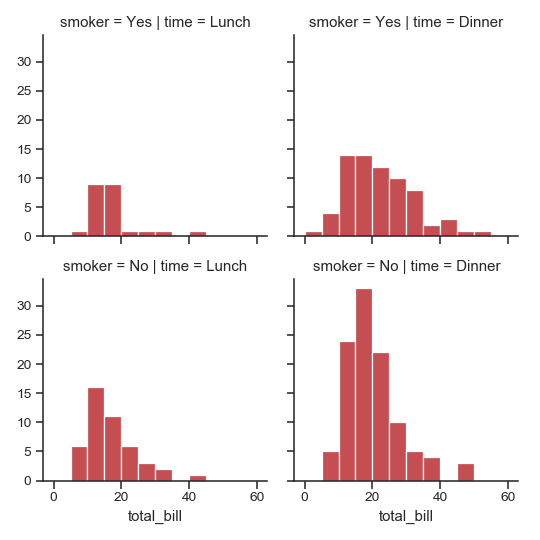 smoker = Yes | time = Lunch
smoker = Yes | time = Dinner
30
25
20
15
10
5
0
smoker = No | time = Lunch
smoker = No | time = Dinner
30
25
20
15
10
5
0
0 20 40 60
0 20 40 60
total_bill
total_bill